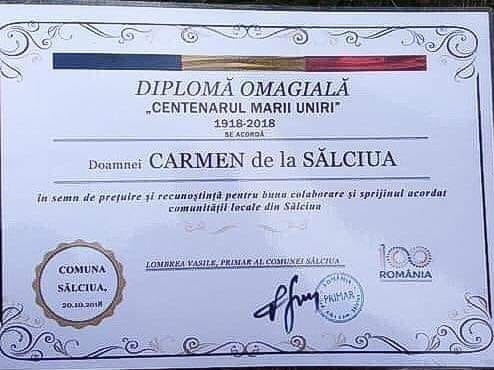 DIPLOMĂ OMAGIALĂ
„CENTENARUL MARII UNIRI”
1918-2018
SE ACORDĂ
Doamnei CARMEN de la SĂLCIUA
în semn de prețuire și recunoștință pentru buna colaborare și sprijinul acordat
comunității locale din Sălciua
LOMBREA VASILE, PRIMAR AL COMUNEI SĂLCIUA
COMUNA
SĂLCIUA,
20.10.2018
100
ROMÂNIA
ROMÂNIA
PRIMAR